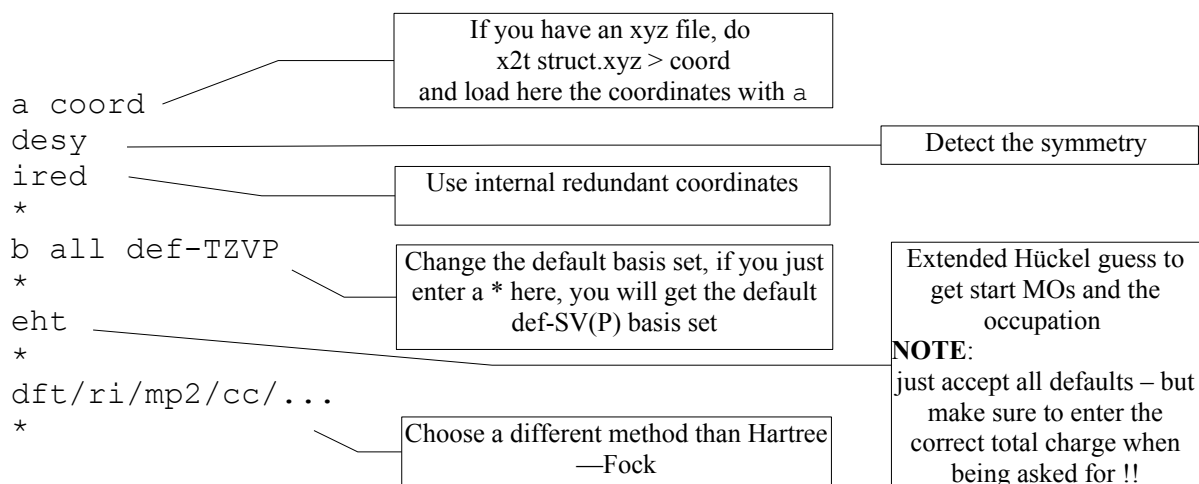 If you have an xyz file, do
x2t struct.xyz > coord
and load here the coordinates with a
a coord
desy
Detect the symmetry
ired
Use internal redundant coordinates
*
b all def-TZVP
*
Change the default basis set, if you just
enter a * here, you will get the default
def-SV(P) basis set
eht
*
Extended Hückel guess to
get start MOs and the
occupation
NOTE:
just accept all defaults – but
make sure to enter the
correct total charge when
being asked for !!
dft/ri/mp2/cc/...
*
Choose a different method than Hartree
—Fock